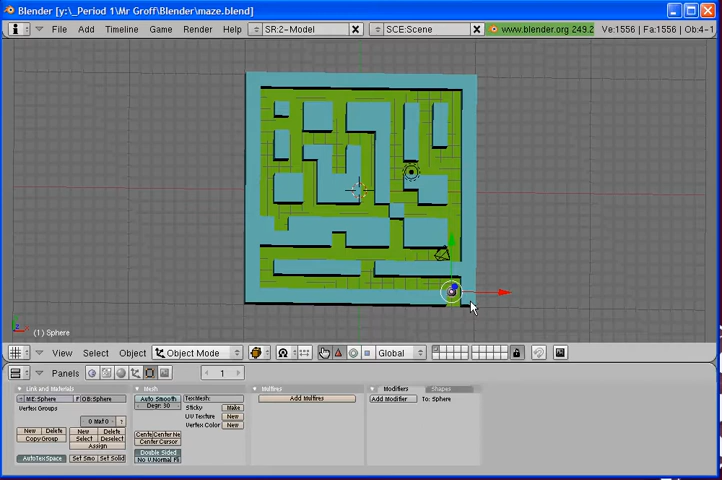 Blender [y:\_Period 1\Mr Groff\Blender\maze.blend]
File Add Timeline Game Render Help SR:2-Model SCE:Scene www.blender.org 249.2 Ve:1556 | Fa:1556 | Ob:4-1
(1) Sphere
View Select Object Object Mode Global
Panels 1
Link and Materials Mesh Multires Modifiers Shapes
ME:Sphere F OB:Sphere Auto Smooth TexMesh: Add Multires Add Modifier To: Sphere
Vertex Groups Degr: 30 Sticky Make
0 Mat 0 ? UV Texture New
New Delete New Delete Vertex Color New
Copy Group Select Deselect Cente Cente Ne
Assign Center Cursor
Double Sided
AutoTexSpace Set Smo Set Solid No V.Normal Fli